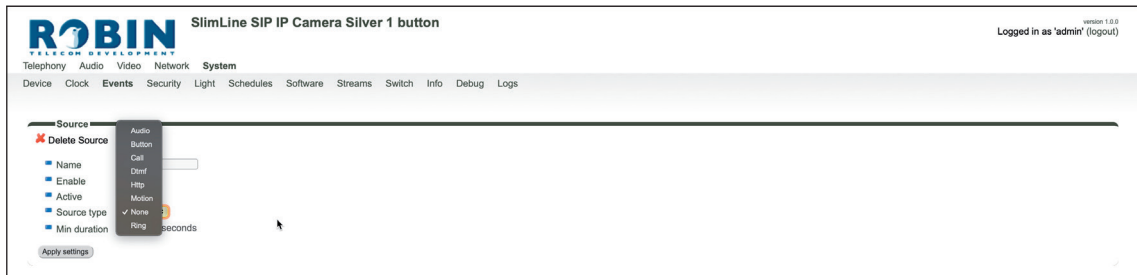 ROBIN
TELECOM DEVELOPMENT
SlimLine SIP IP Camera Silver 1 button
version 1.0.0
Logged in as 'admin' (logout)
Telephony Audio Video Network System
Device Clock Events Security Light Schedules Software Streams Switch Info Debug Logs
Source
Delete Source
Name
Enable
Active
Source type
Min duration
Audio
Button
Call
Dtmf
Http
Motion
✓ None
Ring
seconds
Apply settings